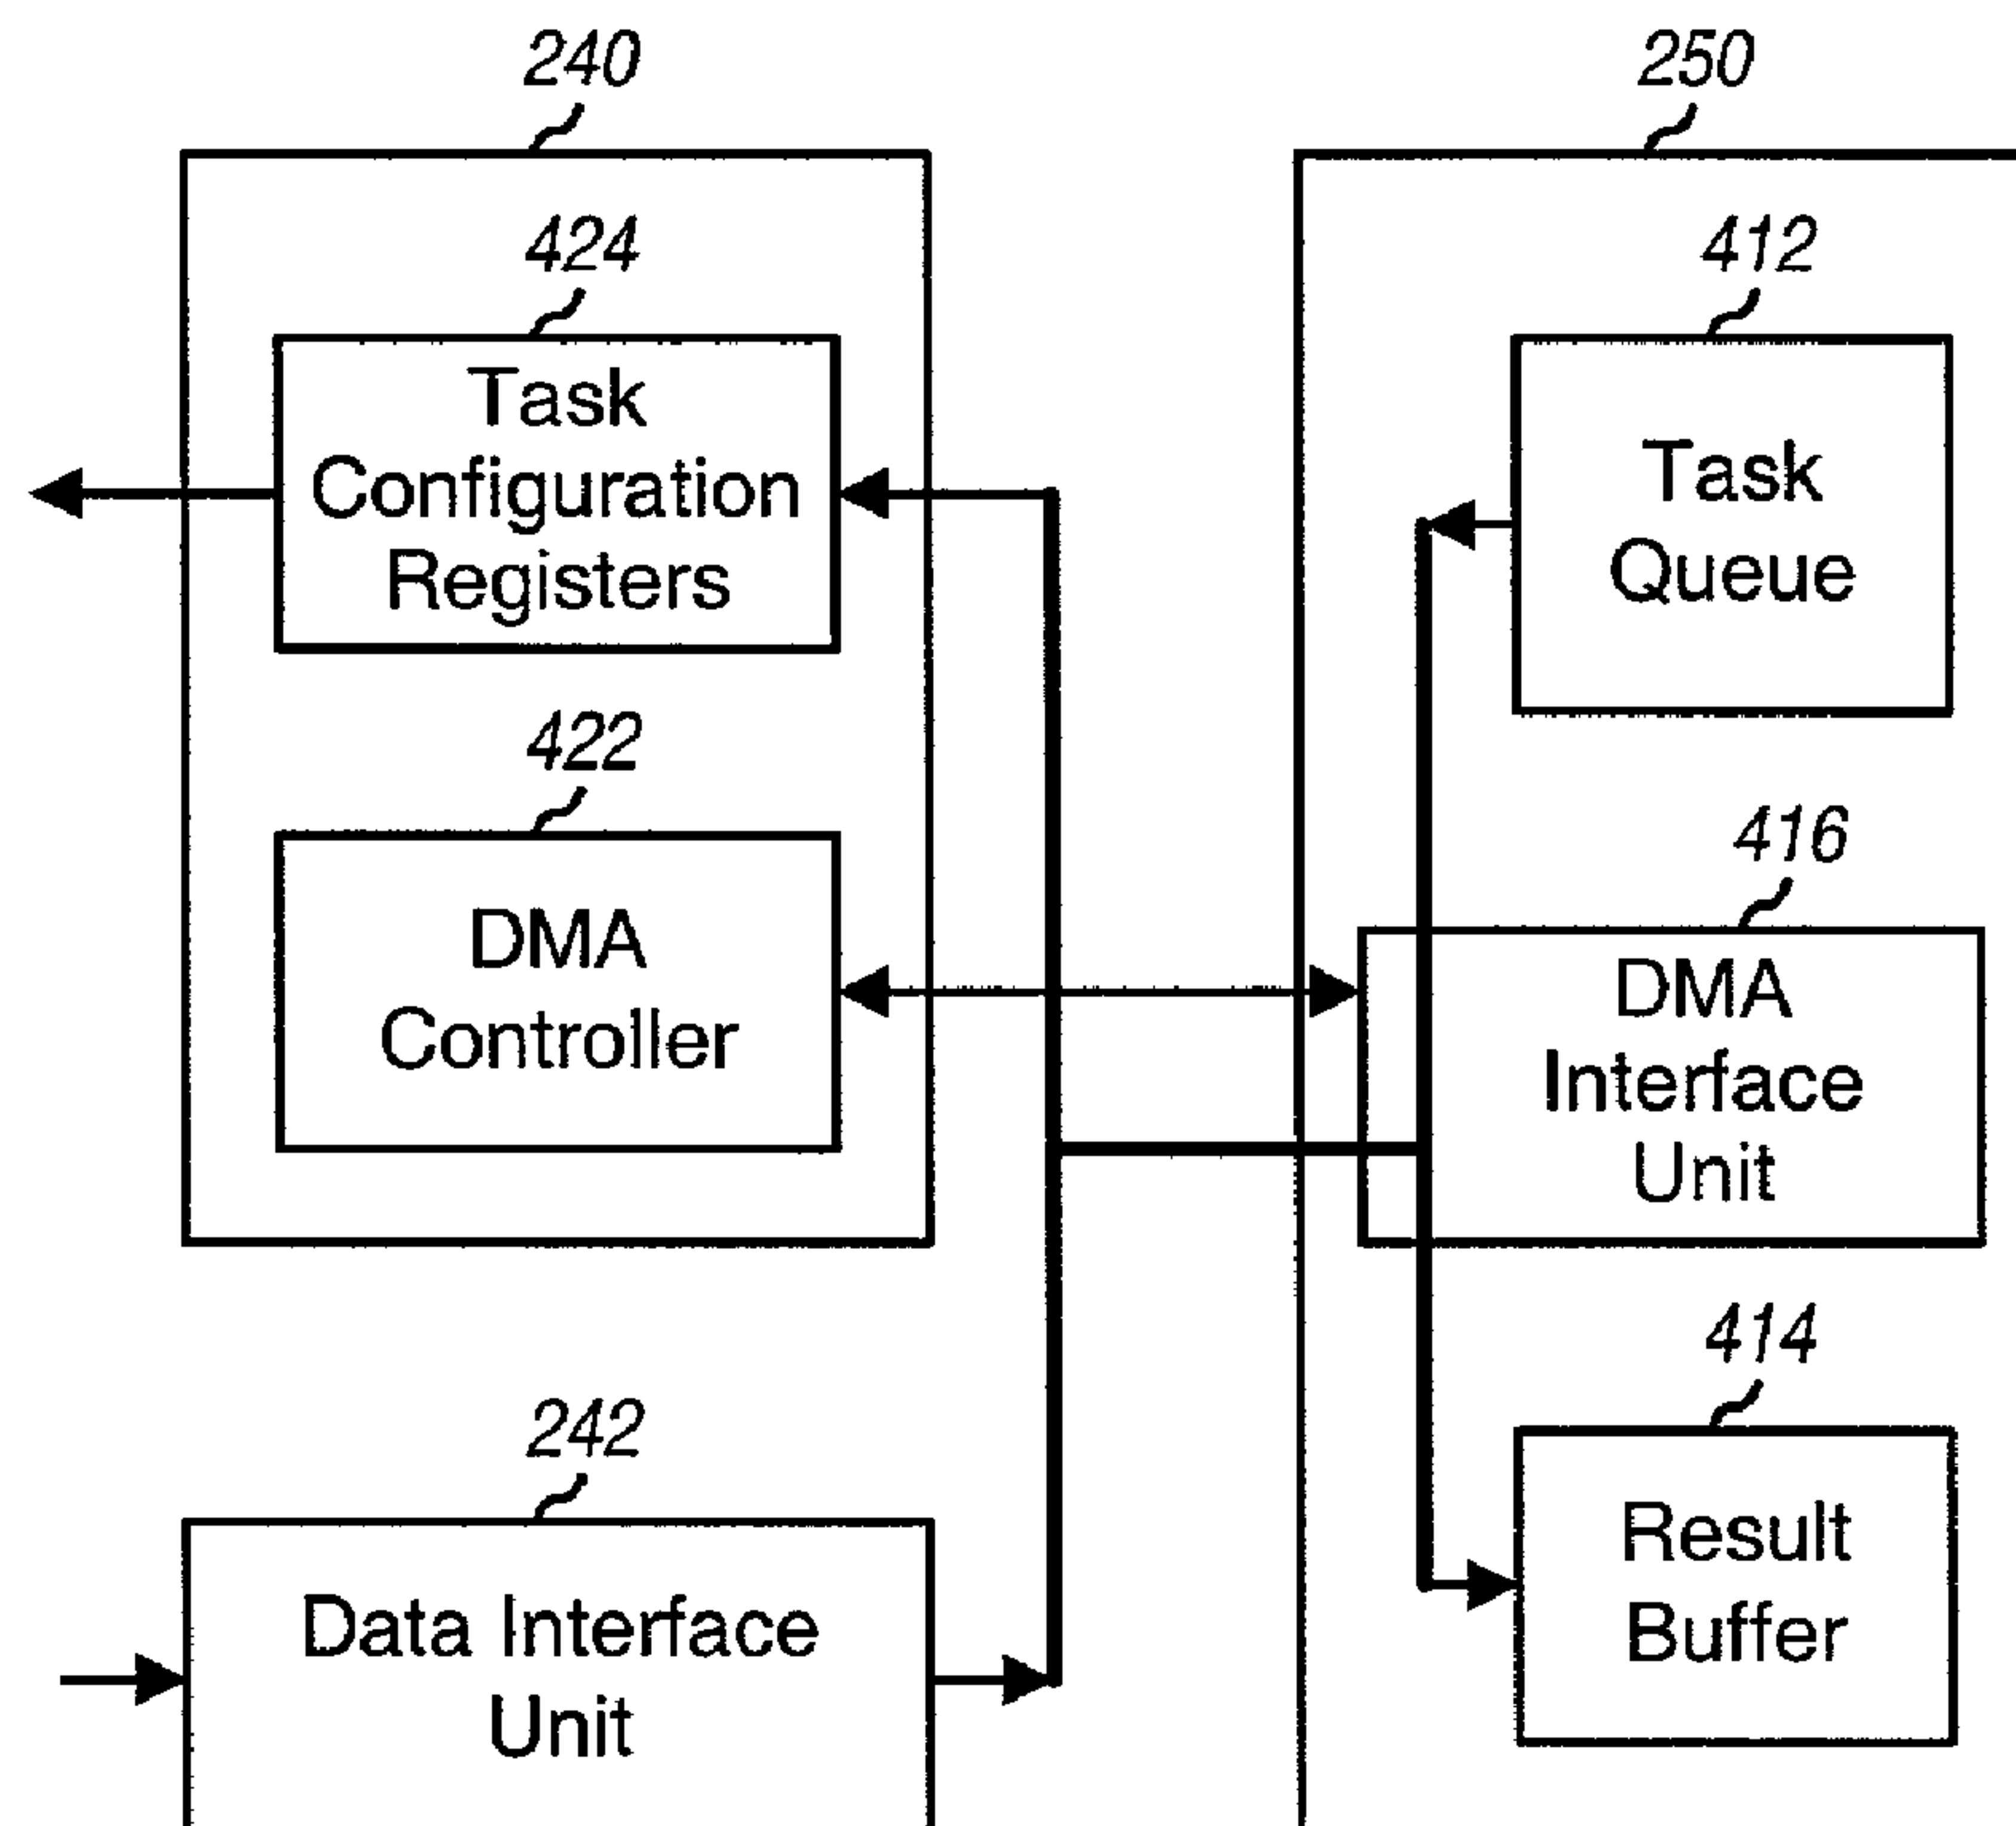 240
250
424
Task
Configuration
Registers
412
Task
Queue
422
DMA
Controller
416
DMA
Interface
Unit
242
Data Interface
Unit
414
Result
Buffer